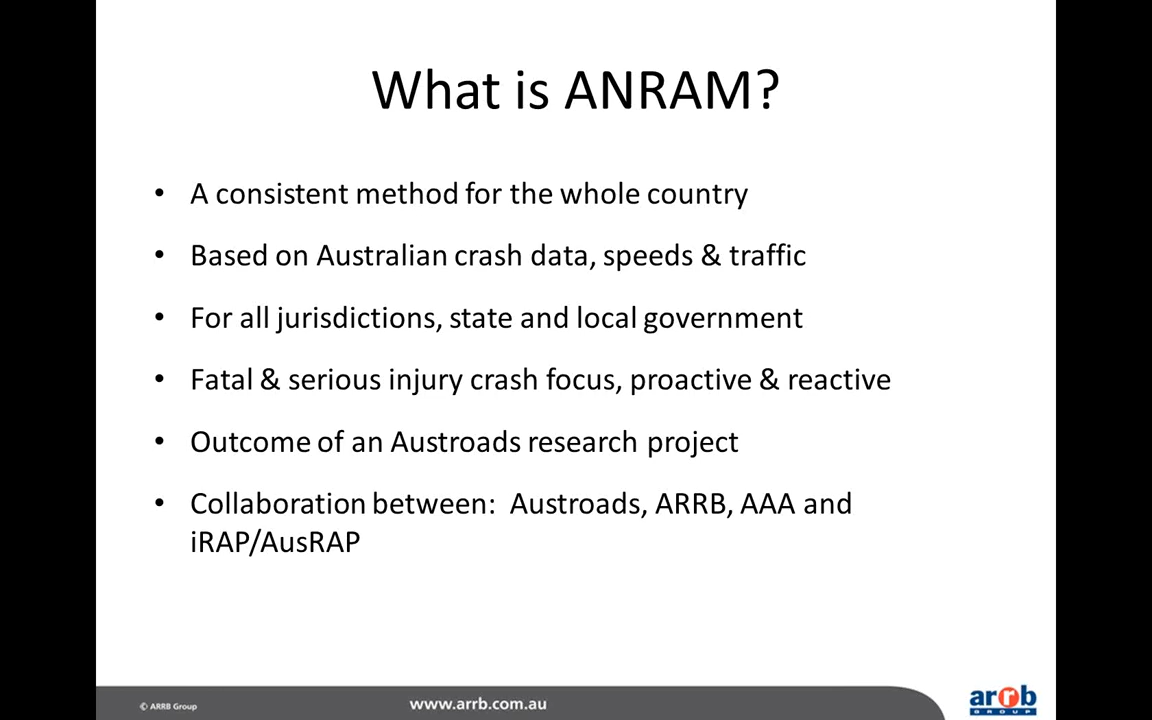 What is ANRAM?
• A consistent method for the whole country
• Based on Australian crash data, speeds & traffic
• For all jurisdictions, state and local government
• Fatal & serious injury crash focus, proactive & reactive
• Outcome of an Austroads research project
• Collaboration between:  Austroads, ARRB, AAA and
iRAP/AusRAP
© ARRB Group
www.arrb.com.au
arrb
GROUP